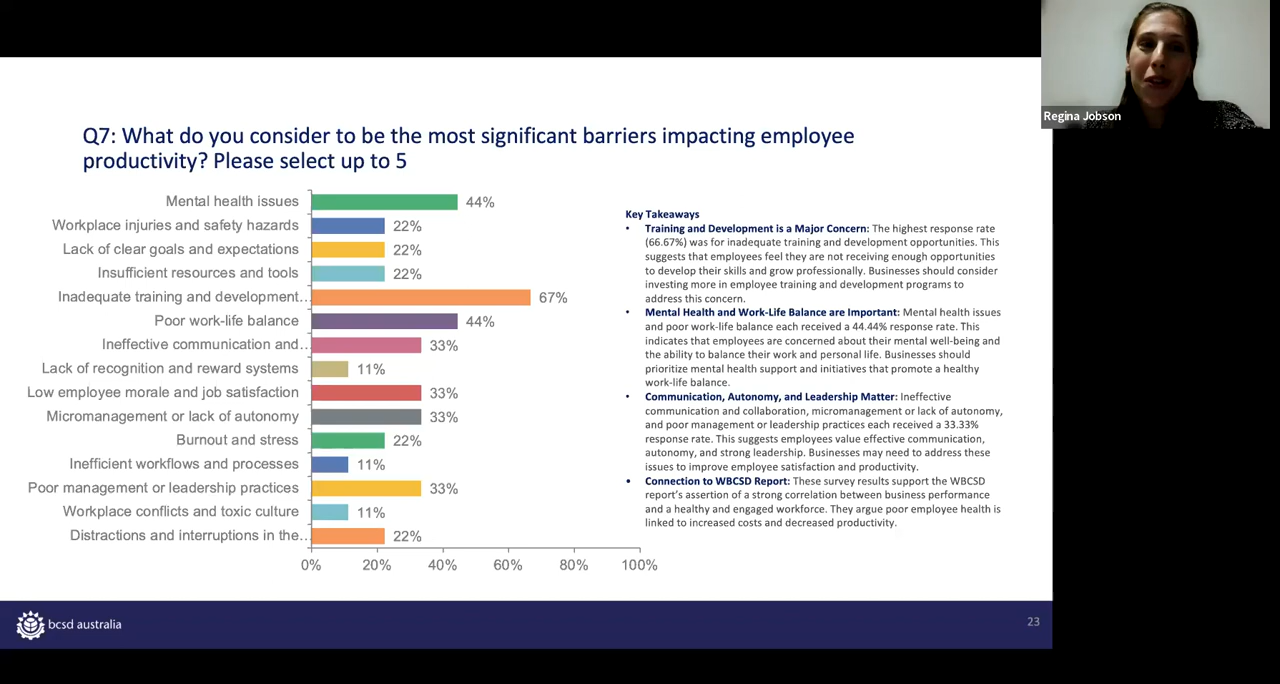 Regina Jobson
Q7: What do you consider to be the most significant barriers impacting employee
productivity? Please select up to 5
Mental health issues 44%
Workplace injuries and safety hazards 22%
Lack of clear goals and expectations 22%
Insufficient resources and tools 22%
Inadequate training and development... 67%
Poor work-life balance 44%
Ineffective communication and... 33%
Lack of recognition and reward systems 11%
Low employee morale and job satisfaction 33%
Micromanagement or lack of autonomy 33%
Burnout and stress 22%
Inefficient workflows and processes 11%
Poor management or leadership practices 33%
Workplace conflicts and toxic culture 11%
Distractions and interruptions in the... 22%
0% 20% 40% 60% 80% 100%
Key Takeaways
• Training and Development is a Major Concern: The highest response rate
(66.67%) was for inadequate training and development opportunities. This
suggests that employees feel they are not receiving enough opportunities
to develop their skills and grow professionally. Businesses should consider
investing more in employee training and development programs to
address this concern.
• Mental Health and Work-Life Balance are Important: Mental health issues
and poor work-life balance each received a 44.44% response rate. This
indicates that employees are concerned about their mental well-being and
the ability to balance their work and personal life. Businesses should
prioritize mental health support and initiatives that promote a healthy
work-life balance.
• Communication, Autonomy, and Leadership Matter: Ineffective
communication and collaboration, micromanagement or lack of autonomy,
and poor management or leadership practices each received a 33.33%
response rate. This suggests employees value effective communication,
autonomy, and strong leadership. Businesses may need to address these
issues to improve employee satisfaction and productivity.
• Connection to WBCSD Report: These survey results support the WBCSD
report's assertion of a strong correlation between business performance
and a healthy and engaged workforce. They argue poor employee health is
linked to increased costs and decreased productivity.
bcsd australia
23